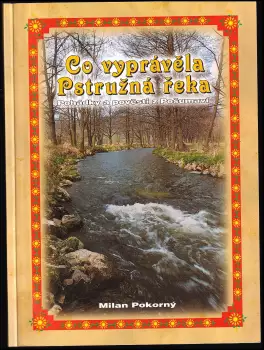 Co vyprávěla
Pstružná řeka
Pohádky a pověsti z Pošumaví
Milan Pokorný